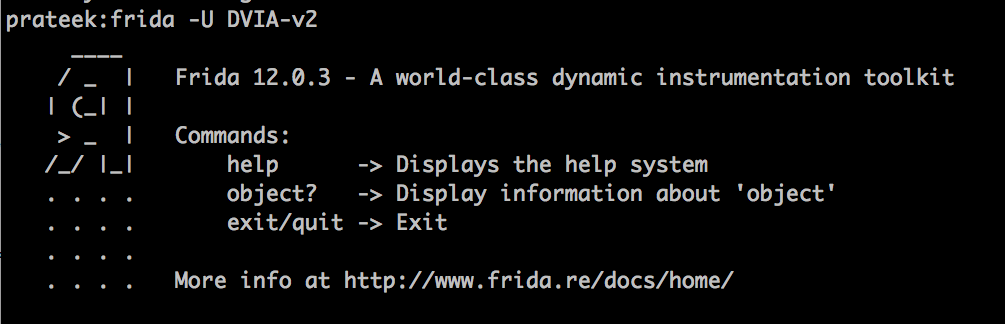 prateek:frida -U DVIA-v2
     ____
    / _  |   Frida 12.0.3 - A world-class dynamic instrumentation toolkit
   | (_| |
    > _  |   Commands:
   /_/ |_|       help      -> Displays the help system
   . . . .       object?   -> Display information about 'object'
   . . . .       exit/quit -> Exit
   . . . .
   . . . .   More info at http://www.frida.re/docs/home/